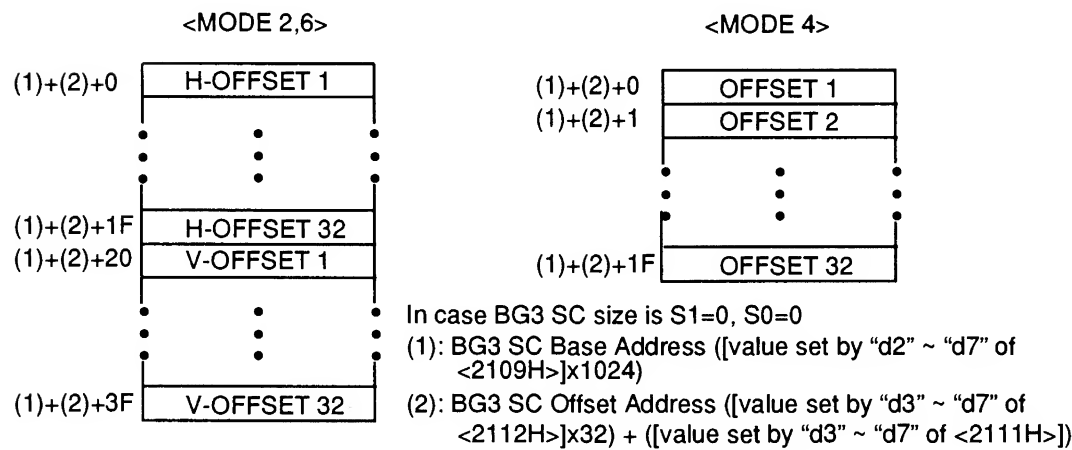 <MODE 2,6>
(1)+(2)+0 H-OFFSET 1
(1)+(2)+1F H-OFFSET 32
(1)+(2)+20 V-OFFSET 1
(1)+(2)+3F V-OFFSET 32
<MODE 4>
(1)+(2)+0 OFFSET 1
(1)+(2)+1 OFFSET 2
(1)+(2)+1F OFFSET 32
In case BG3 SC size is S1=0, S0=0
(1): BG3 SC Base Address ([value set by “d2” ~ “d7” of
<2109H>]x1024)
(2): BG3 SC Offset Address ([value set by “d3” ~ “d7” of
<2112H>]x32) + ([value set by “d3” ~ “d7” of <2111H>])